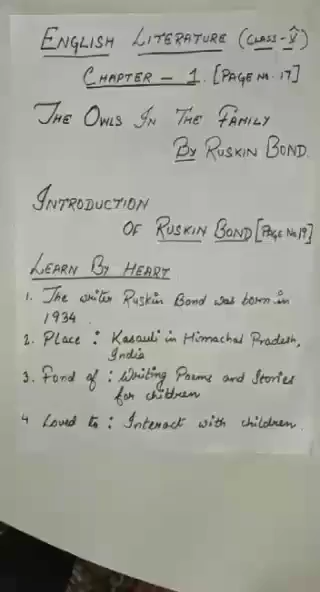 ENGLISH LITERATURE (CLASS-V)
CHAPTER - 1. [PAGE No. 17]
THE OWLS IN THE FAMILY
BY RUSKIN BOND.
INTRODUCTION
OF RUSKIN BOND [PAGE No 19]
LEARN BY HEART
1. The writer Ruskin Bond was born in
1934.
2. Place : Kasauli in Himachal Pradesh,
India
3. Fond of : Writing Poems and Stories
for children
4 Loved to : Interact with children.